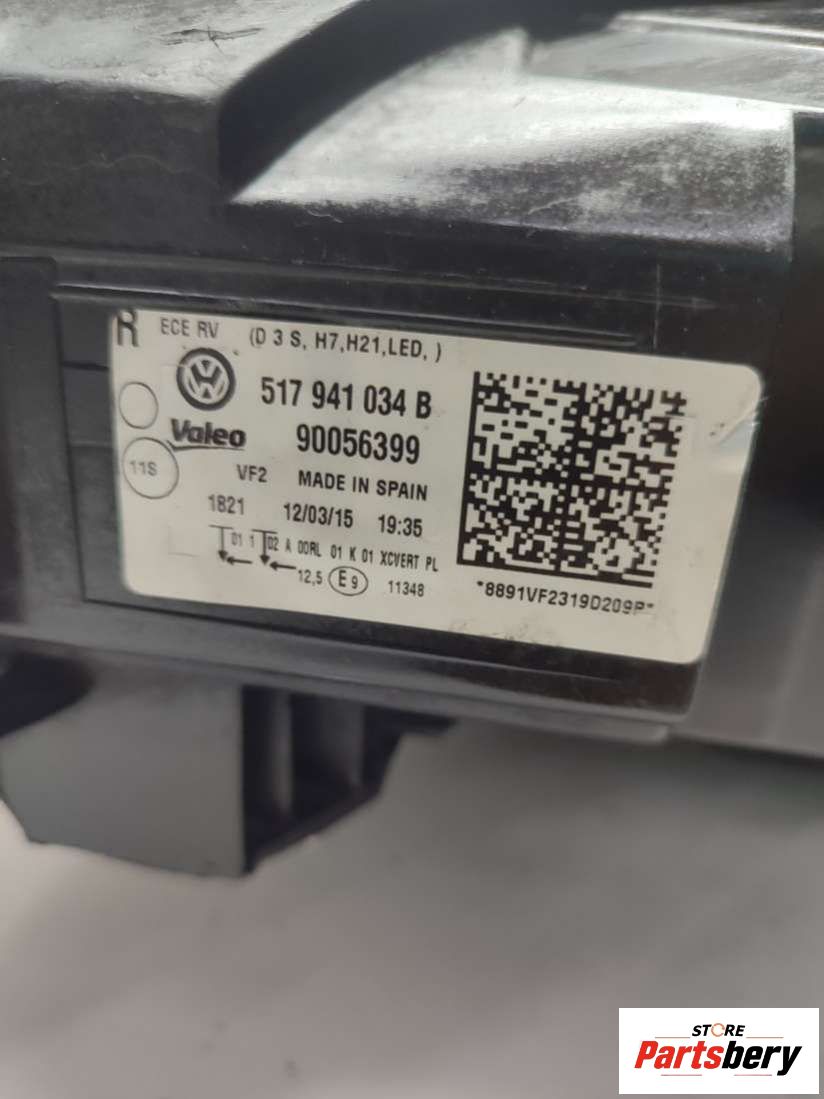 R ECE RV (D 3 S, H7,H21,LED, )
517 941 034 B
Valeo 90056399
11S VF2 MADE IN SPAIN
1821 12/03/15 19:35
01 1 02 A 00RL 01 K 01 XCVERT PL
12,5 E9 11348
*8891VF2319D209P*
STORE
Partsbery